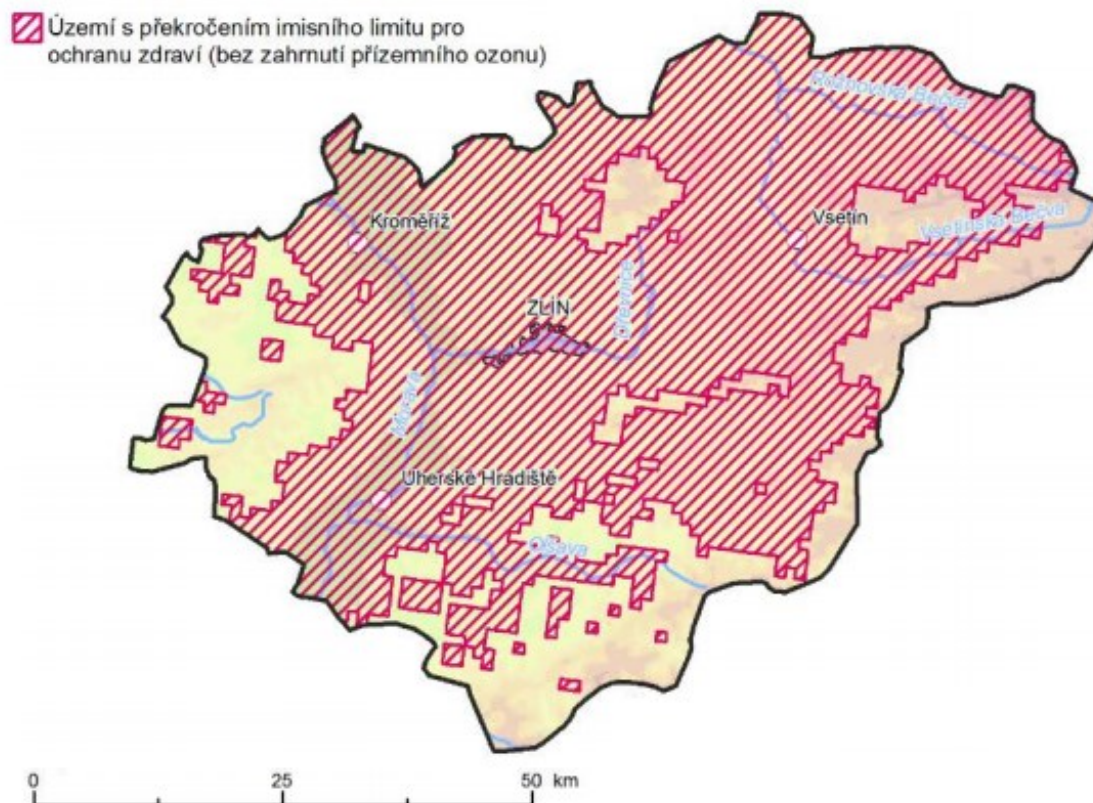 Území s překročením imisního limitu pro
ochranu zdraví (bez zahrnutí přízemního ozonu)
Rožnovská Bečva
Kroměříž
Vsetín
Vsetínská Bečva
Dřevnice
ZLÍN
Morava
Uherské Hradiště
Olšava
0 25 50 km